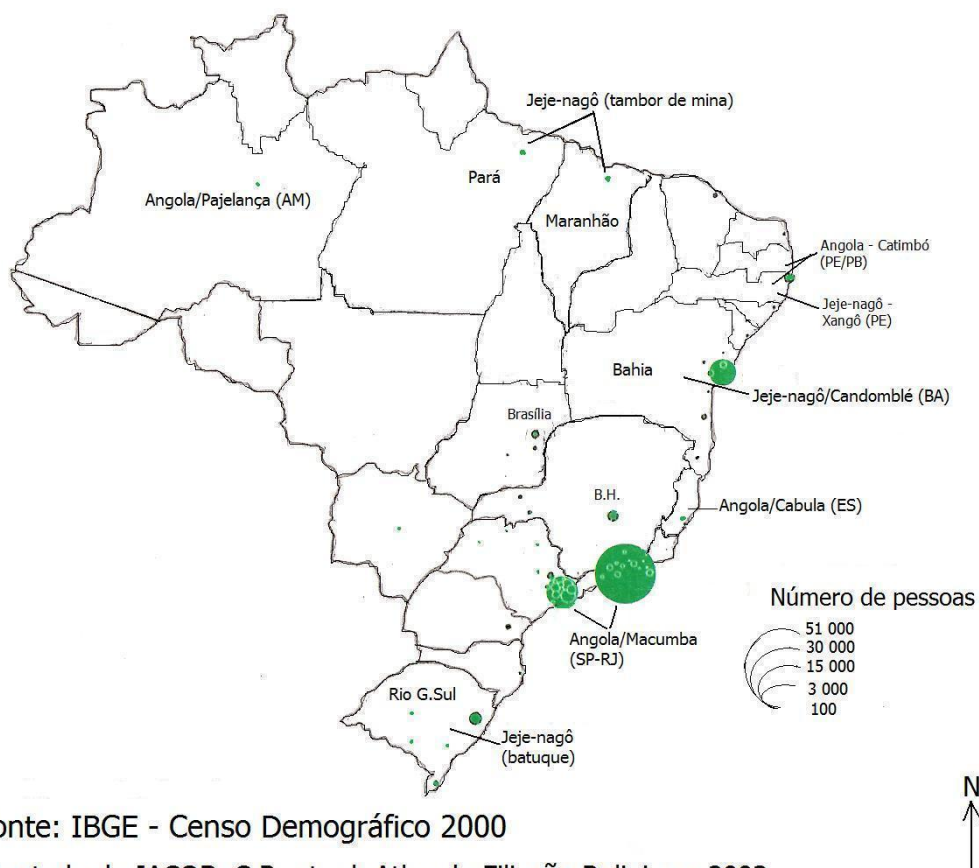 Jeje-nagô (tambor de mina)
Pará
Angola/Pajelança (AM)
Maranhão
Angola - Catimbó
(PE/PB)
Jeje-nagô -
Xangô (PE)
Bahia
Jeje-nagô/Candomblé (BA)
Brasília
B.H.
Angola/Cabula (ES)
Número de pessoas
51 000
30 000
15 000
3 000
100
Angola/Macumba
(SP-RJ)
Rio G.Sul
Jeje-nagô
(batuque)
N
onte: IBGE - Censo Demográfico 2000